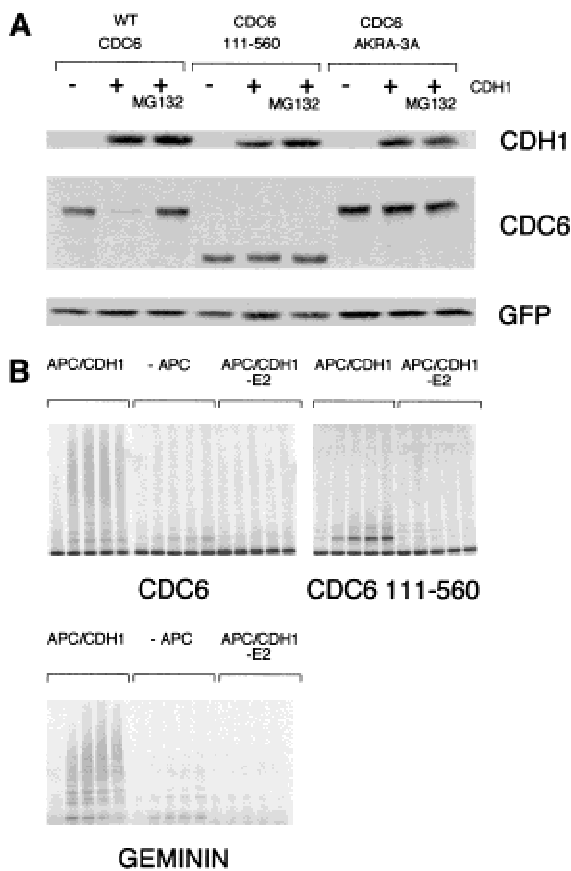 A
WT CDC6
CDC6 111-560
CDC6 AKRA-3A
- + + - + + - + + CDH1
MG132 MG132 MG132
CDH1
CDC6
GFP
B
APC/CDH1 - APC APC/CDH1 -E2 APC/CDH1 APC/CDH1 -E2
CDC6 CDC6 111-560
APC/CDH1 - APC APC/CDH1 -E2
GEMININ